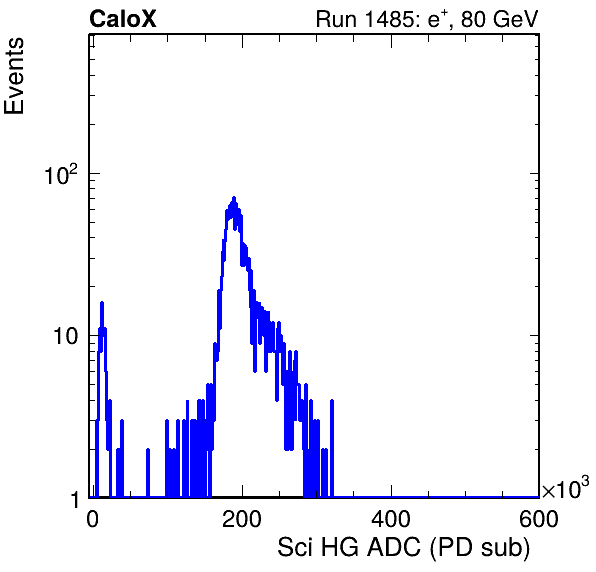 CaloX Run 1485: e⁺, 80 GeV
Events
10²
10
1
0 200 400 600
×10³
Sci HG ADC (PD sub)